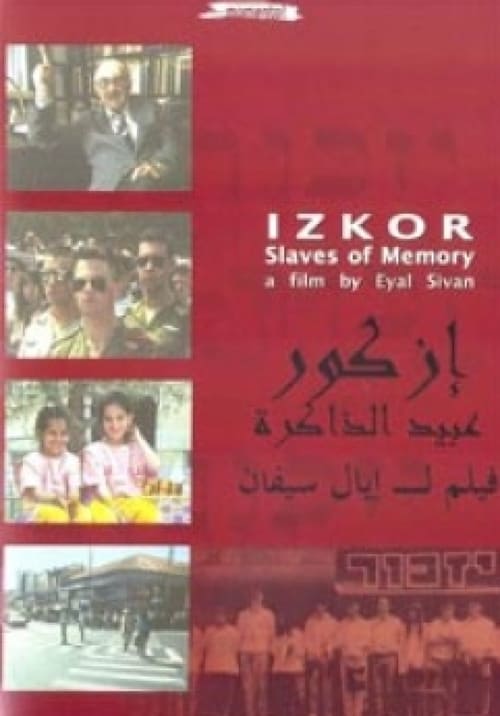 IZKOR
Slaves of Memory
a film by Eyal Sivan
إزكور
عبيد الذاكرة
فيلم لـ إيال سيفان
יזכור